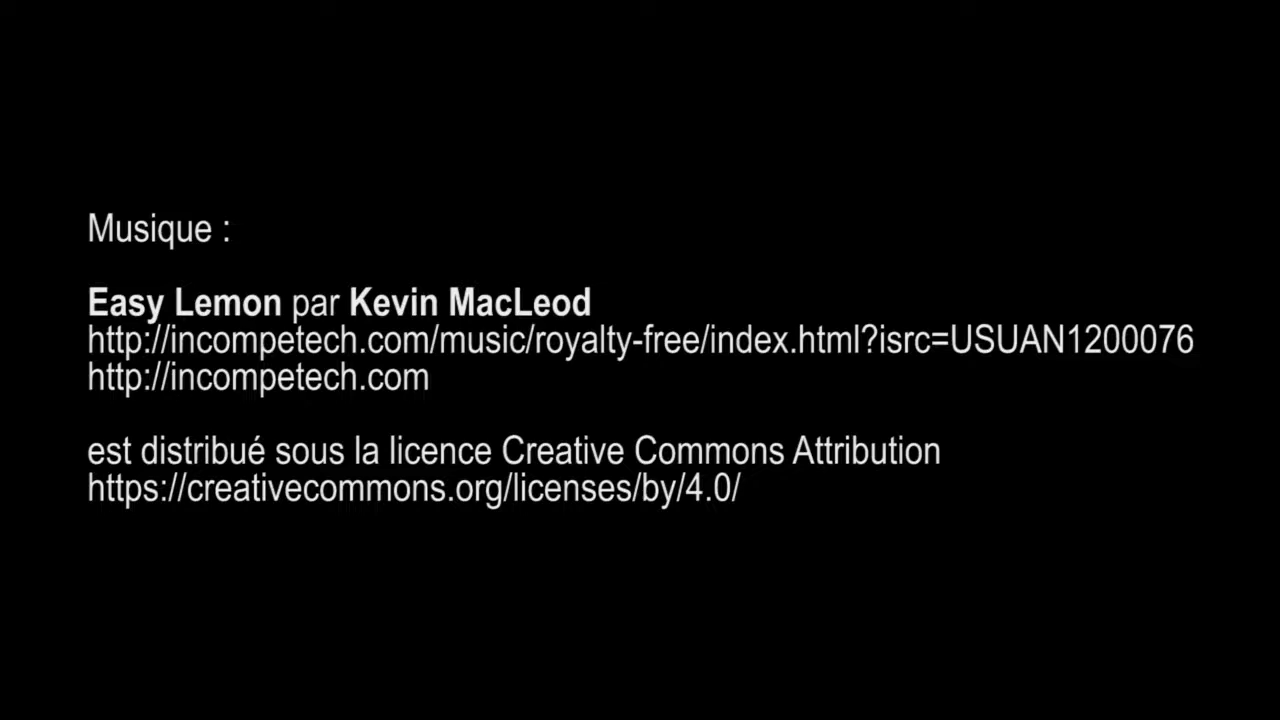 Musique :
Easy Lemon par Kevin MacLeod
http://incompetech.com/music/royalty-free/index.html?isrc=USUAN1200076
http://incompetech.com
est distribué sous la licence Creative Commons Attribution
https://creativecommons.org/licenses/by/4.0/